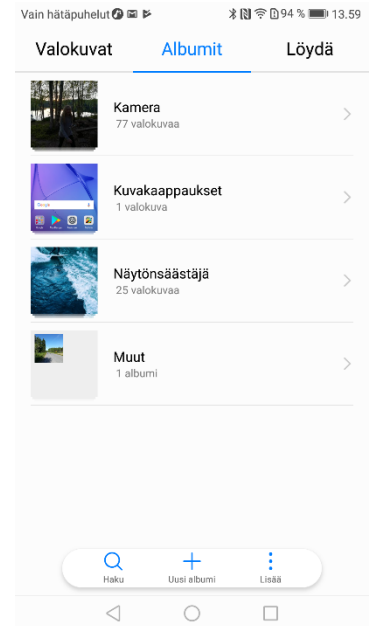 Vain hätäpuhelut 94 % 13.59
Valokuvat Albumit Löydä
Kamera
77 valokuvaa
Kuvakaappaukset
1 valokuva
Näytönsäästäjä
25 valokuvaa
Muut
1 albumi
Haku Uusi albumi Lisää